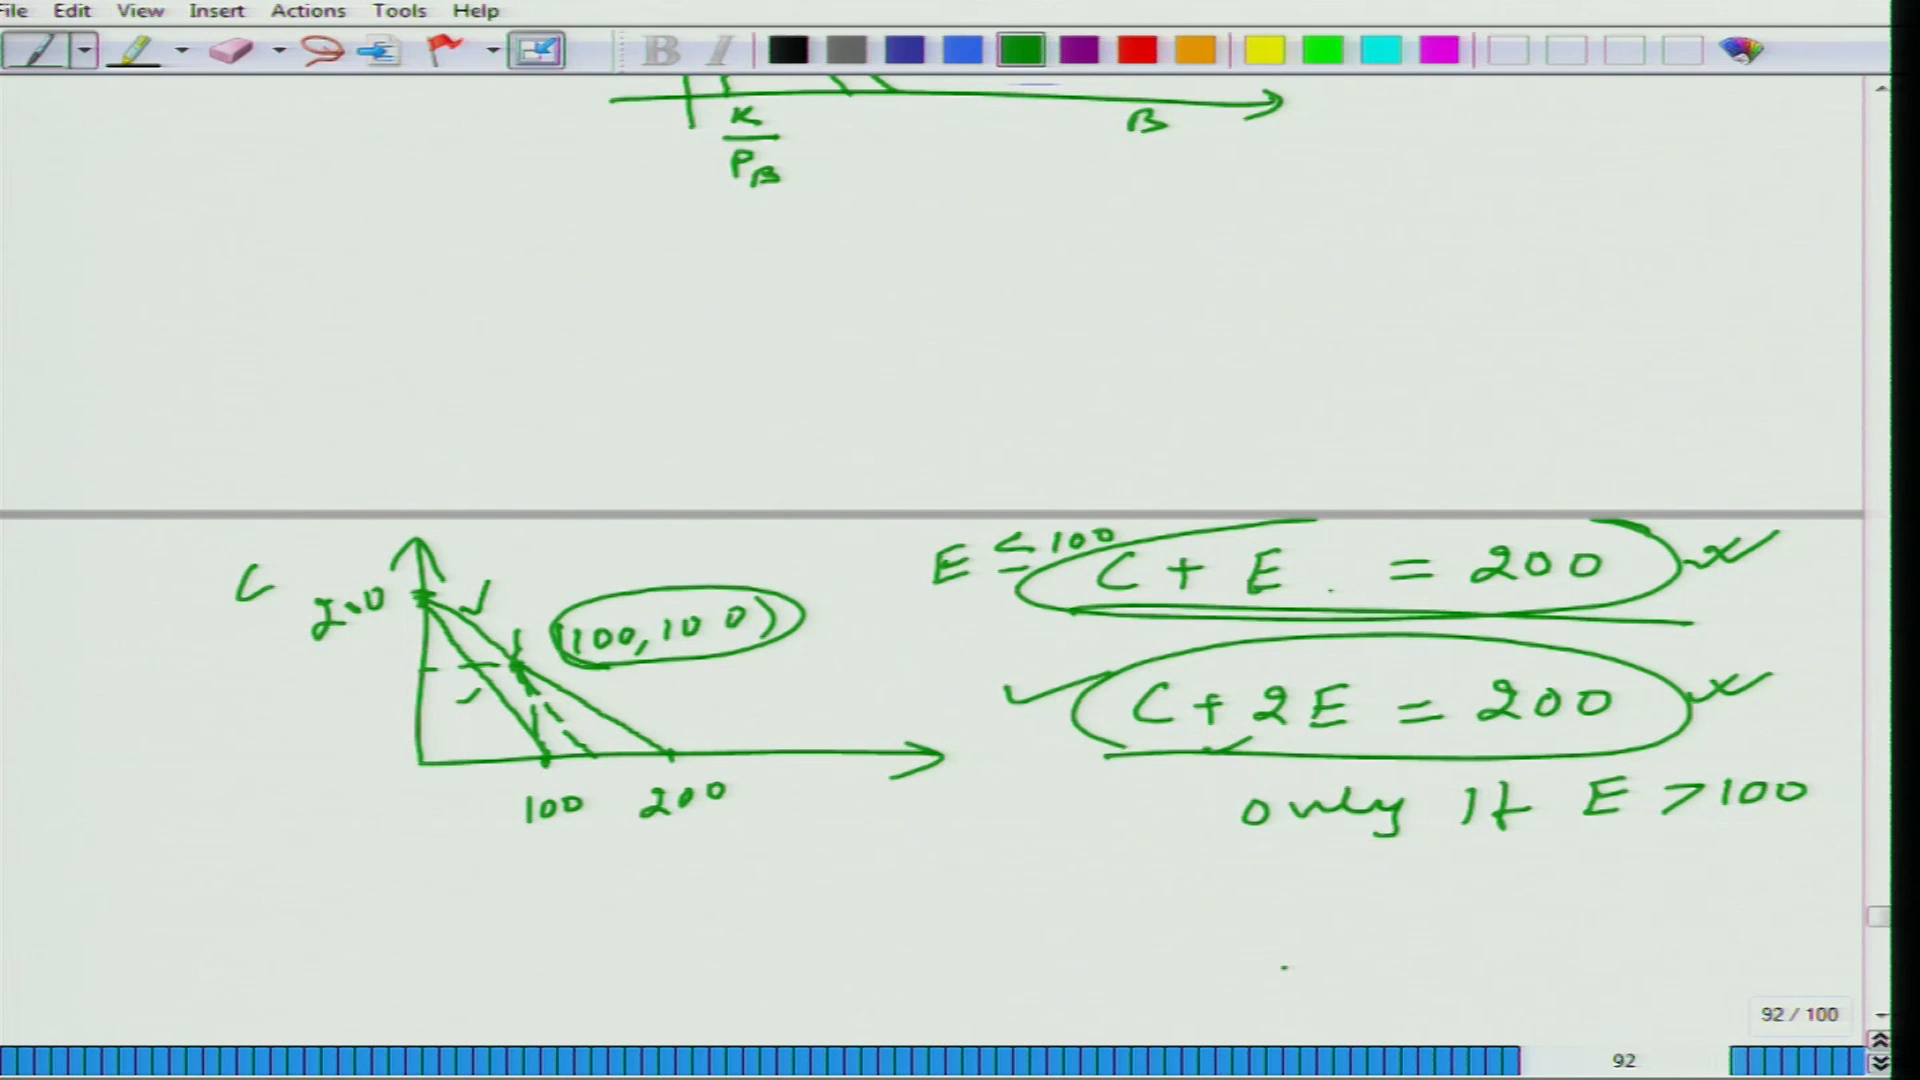 File Edit View Insert Actions Tools Help
B I
K
P_B
B
E ≤ 100
C + E = 200
C
200
(100, 100)
C + 2E = 200
100 200
only if E > 100
92 / 100
92